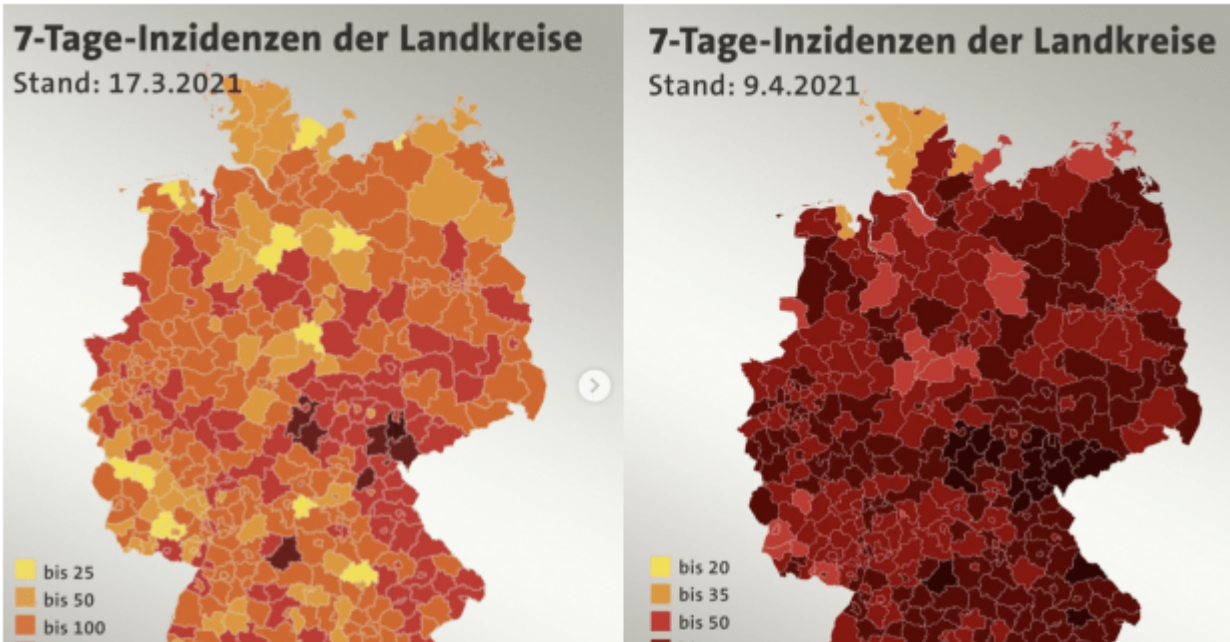 7-Tage-Inzidenzen der Landkreise
Stand: 17.3.2021
bis 25
bis 50
bis 100
7-Tage-Inzidenzen der Landkreise
Stand: 9.4.2021
bis 20
bis 35
bis 50